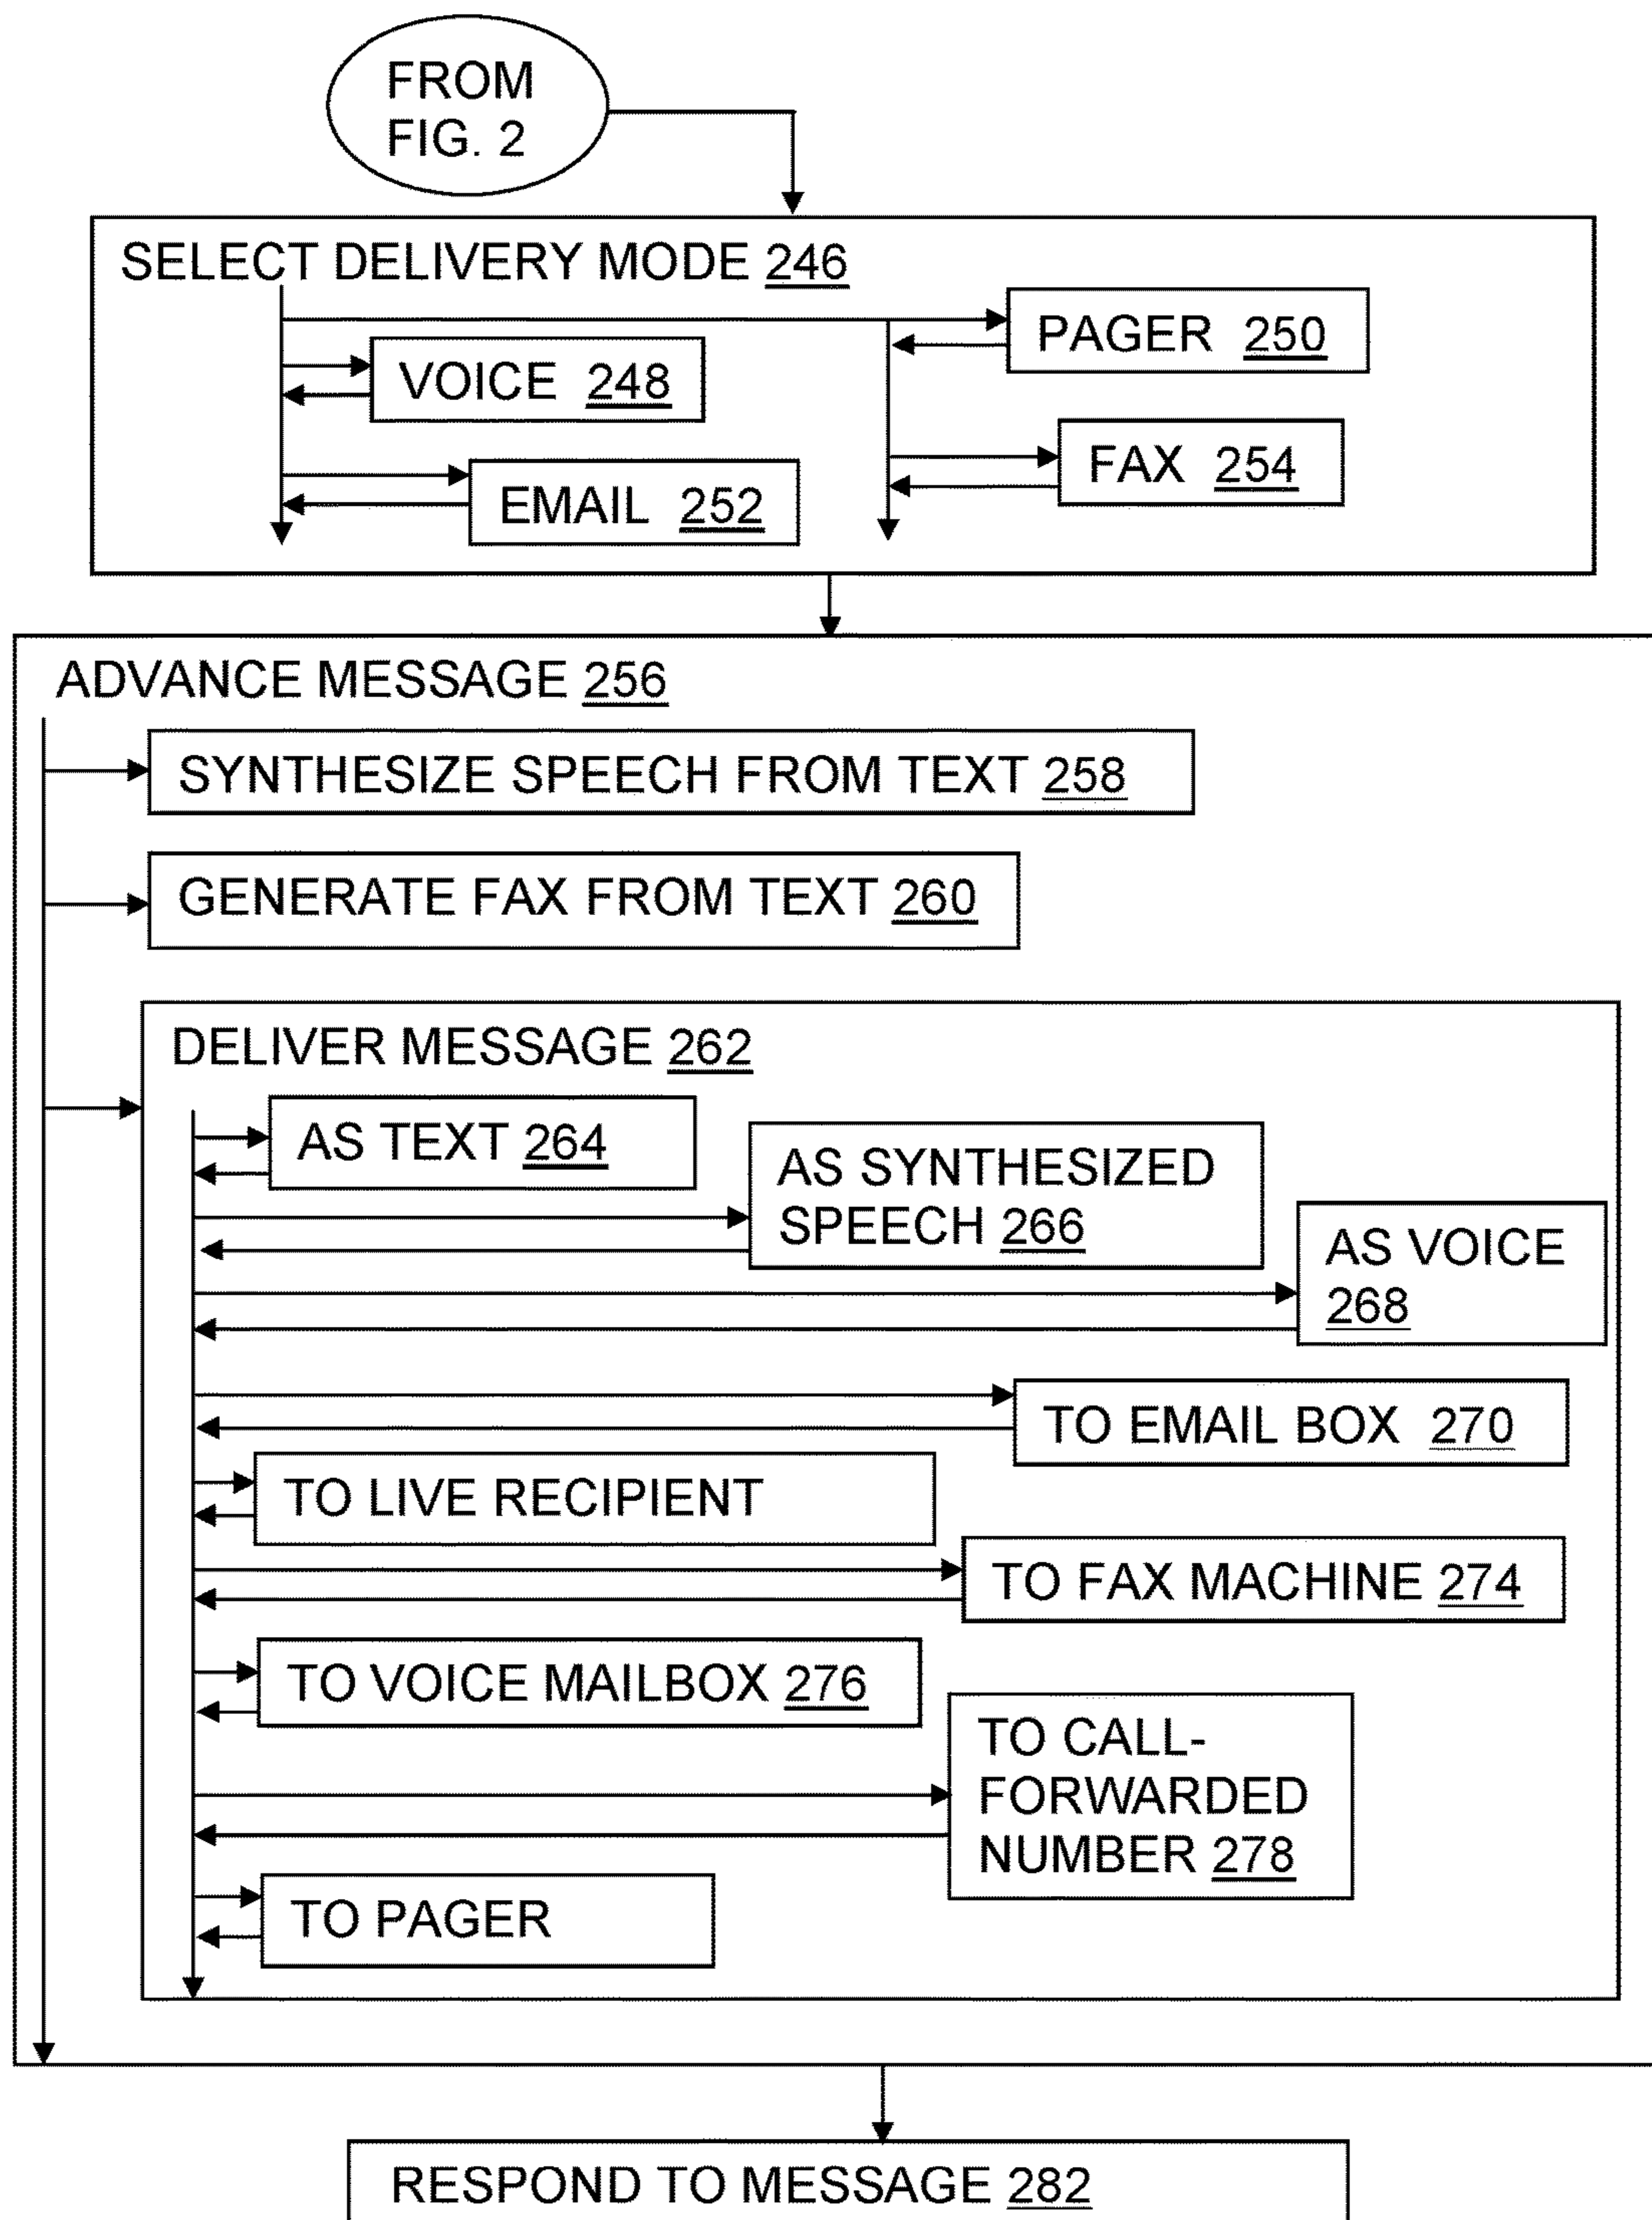 FROM
FIG. 2
SELECT DELIVERY MODE 246
PAGER 250
VOICE 248
FAX 254
EMAIL 252
ADVANCE MESSAGE 256
SYNTHESIZE SPEECH FROM TEXT 258
GENERATE FAX FROM TEXT 260
DELIVER MESSAGE 262
AS TEXT 264
AS SYNTHESIZED
SPEECH 266
AS VOICE
268
TO EMAIL BOX 270
TO LIVE RECIPIENT
TO FAX MACHINE 274
TO VOICE MAILBOX 276
TO CALL-
FORWARDED
NUMBER 278
TO PAGER
RESPOND TO MESSAGE 282